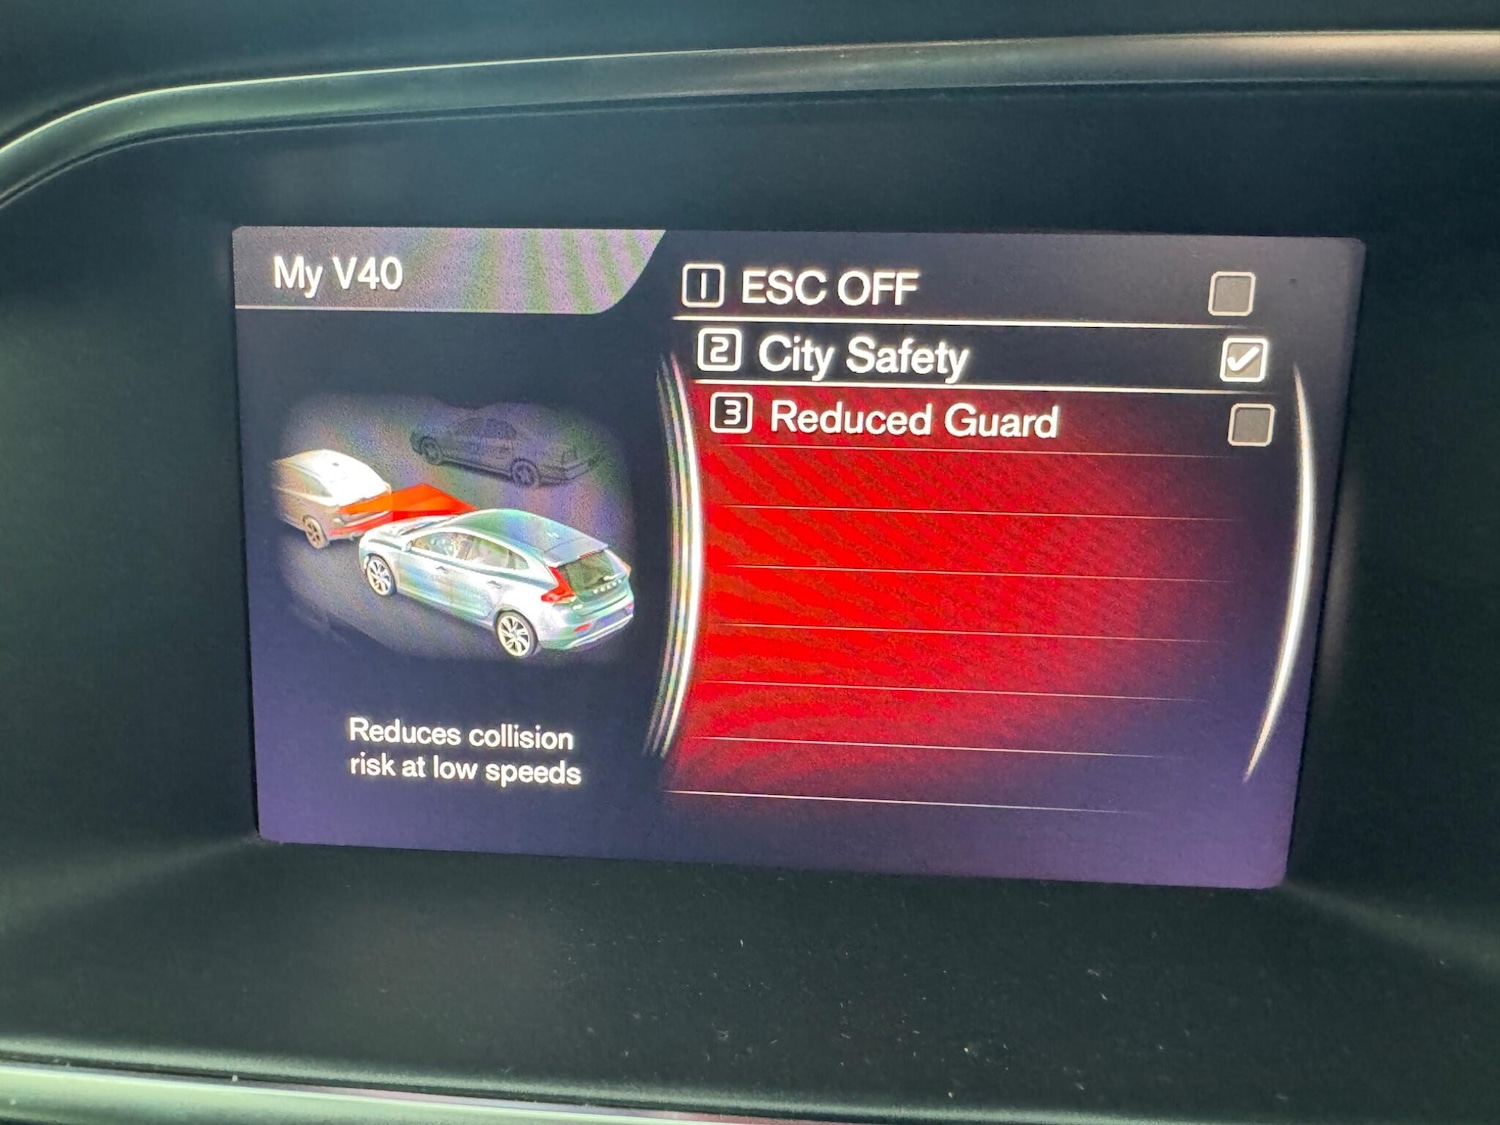 My V40
1 ESC OFF
2 City Safety
3 Reduced Guard
Reduces collision
risk at low speeds